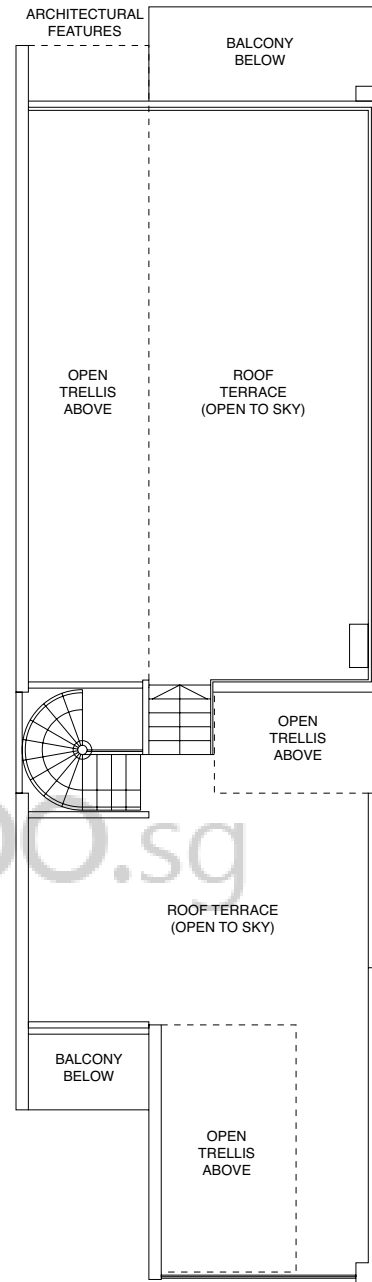 ARCHITECTURAL
FEATURES
BALCONY
BELOW
OPEN
TRELLIS
ABOVE
ROOF
TERRACE
(OPEN TO SKY)
OPEN
TRELLIS
ABOVE
.sg
ROOF TERRACE
(OPEN TO SKY)
BALCONY
BELOW
OPEN
TRELLIS
ABOVE